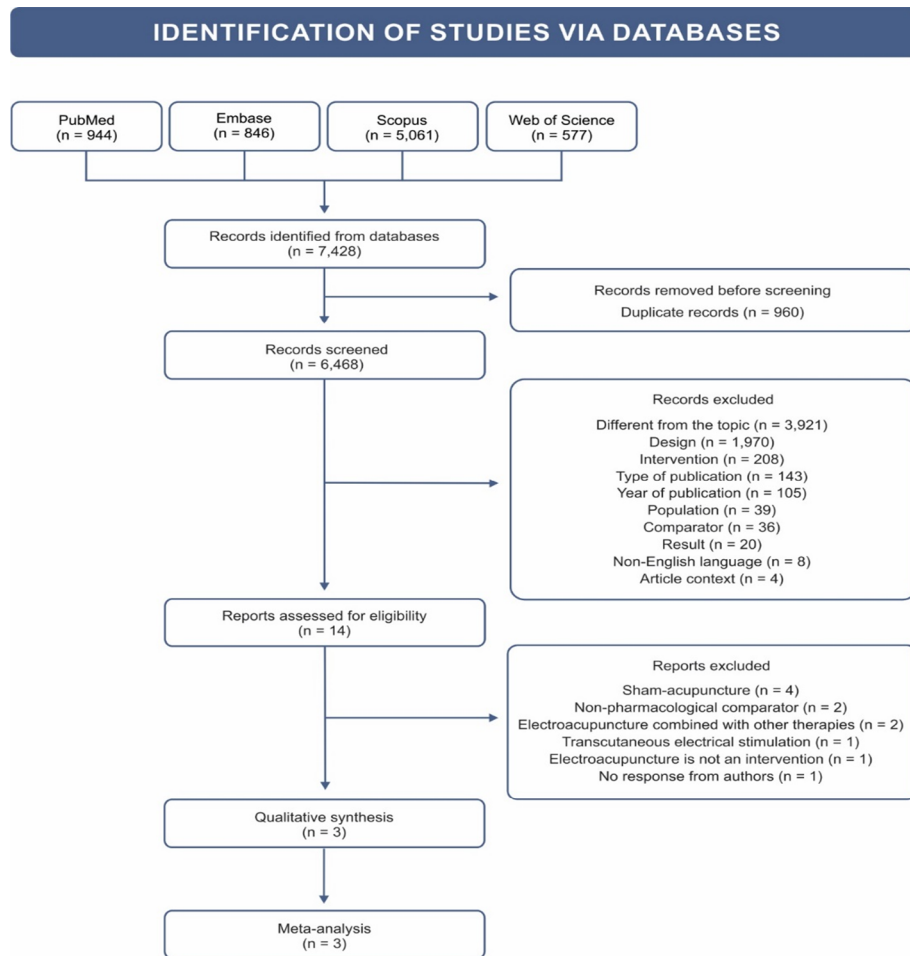 IDENTIFICATION OF STUDIES VIA DATABASES
PubMed
(n = 944)
Embase
(n = 846)
Scopus
(n = 5,061)
Web of Science
(n = 577)
Records identified from databases
(n = 7,428)
Records removed before screening
Duplicate records (n = 960)
Records screened
(n = 6,468)
Records excluded
Different from the topic (n = 3,921)
Design (n = 1,970)
Intervention (n = 208)
Type of publication (n = 143)
Year of publication (n = 105)
Population (n = 39)
Comparator (n = 36)
Result (n = 20)
Non-English language (n = 8)
Article context (n = 4)
Reports assessed for eligibility
(n = 14)
Reports excluded
Sham-acupuncture (n = 4)
Non-pharmacological comparator (n = 2)
Electroacupuncture combined with other therapies (n = 2)
Transcutaneous electrical stimulation (n = 1)
Electroacupuncture is not an intervention (n = 1)
No response from authors (n = 1)
Qualitative synthesis
(n = 3)
Meta-analysis
(n = 3)